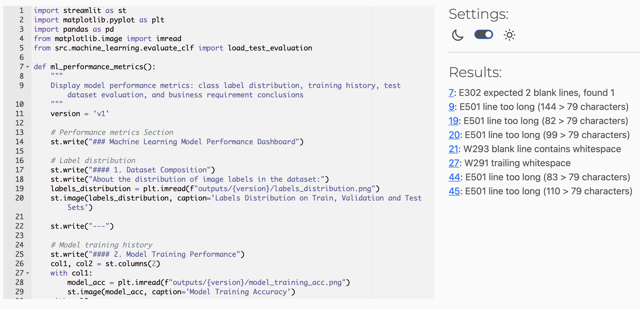 1 import streamlit as st
2 import matplotlib.pyplot as plt
3 import pandas as pd
4 from matplotlib.image import imread
5 from src.machine_learning.evaluate_clf import load_test_evaluation
6
7 def ml_performance_metrics():
8 """
9 Display model performance metrics: class label distribution, training history, test
dataset evaluation, and business requirement conclusions
10 """
11 version = 'v1'
12
13 # Performance metrics Section
14 st.write("### Machine Learning Model Performance Dashboard")
15
16 # Label distribution
17 st.write("#### 1. Dataset Composition")
18 st.write("About the distribution of image labels in the dataset:")
19 labels_distribution = plt.imread(f"outputs/{version}/labels_distribution.png")
20 st.image(labels_distribution, caption='Labels Distribution on Train, Validation and Test
Sets')
21
22 st.write("---")
23
24 # Model training history
25 st.write("#### 2. Model Training Performance")
26 col1, col2 = st.columns(2)
27 with col1:
28 model_acc = plt.imread(f"outputs/{version}/model_training_acc.png")
29 st.image(model_acc, caption='Model Training Accuracy')
Settings:
Results:
7: E302 expected 2 blank lines, found 1
9: E501 line too long (144 > 79 characters)
19: E501 line too long (82 > 79 characters)
20: E501 line too long (99 > 79 characters)
21: W293 blank line contains whitespace
27: W291 trailing whitespace
44: E501 line too long (83 > 79 characters)
45: E501 line too long (110 > 79 characters)